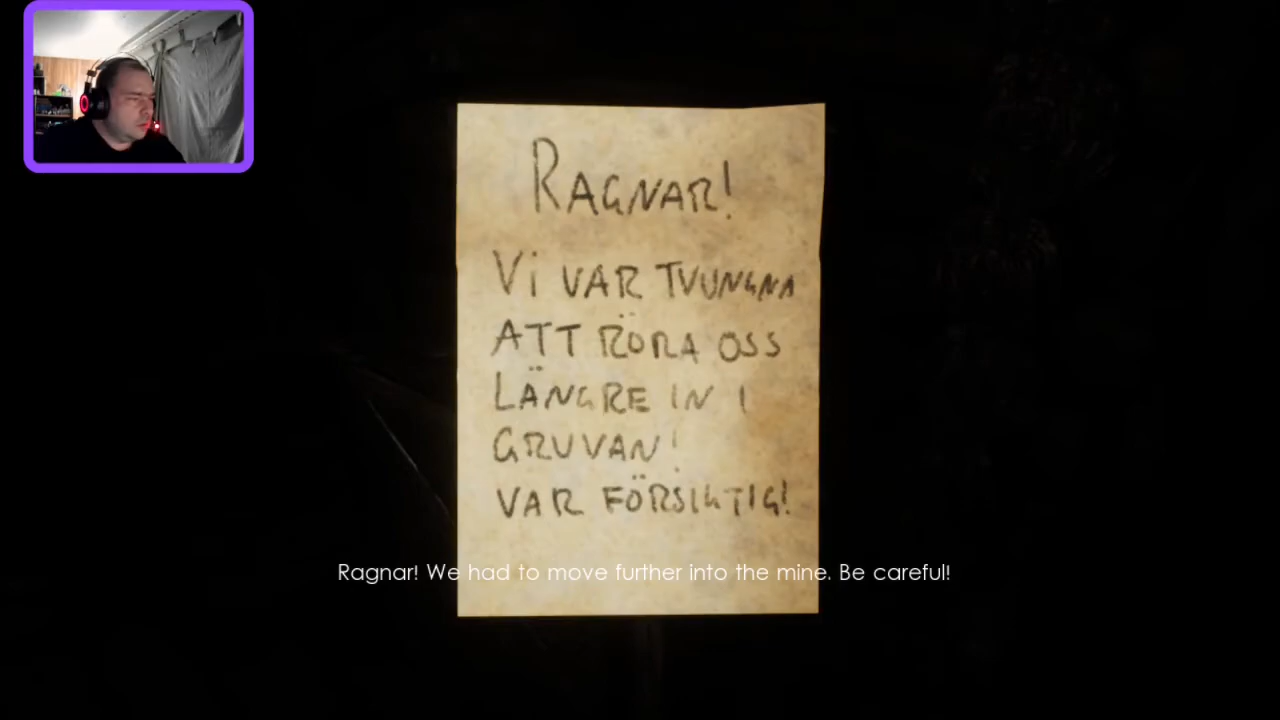 RAGNAR!
Vi VAR TVUNGNA
ATT RÖRA OSS
LÄNGRE IN I
GRUVAN!
VAR FÖRSIGTIG!
Ragnar! We had to move further into the mine. Be careful!